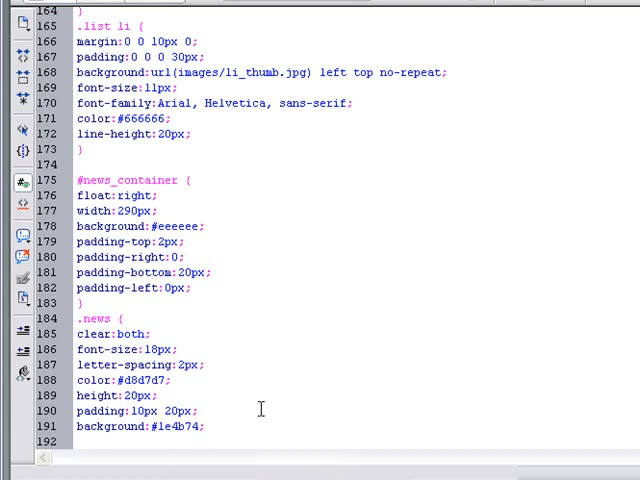 164 }
165 .list li {
166 margin:0 0 10px 0;
167 padding:0 0 0 30px;
168 background:url(images/li_thumb.jpg) left top no-repeat;
169 font-size:11px;
170 font-family:Arial, Helvetica, sans-serif;
171 color:#666666;
172 line-height:20px;
173 }
174
175 #news_container {
176 float:right;
177 width:290px;
178 background:#eeeeee;
179 padding-top:2px;
180 padding-right:0;
181 padding-bottom:20px;
182 padding-left:0px;
183 }
184 .news {
185 clear:both;
186 font-size:18px;
187 letter-spacing:2px;
188 color:#d8d7d7;
189 height:20px;
190 padding:10px 20px;
191 background:#1e4b74;
192